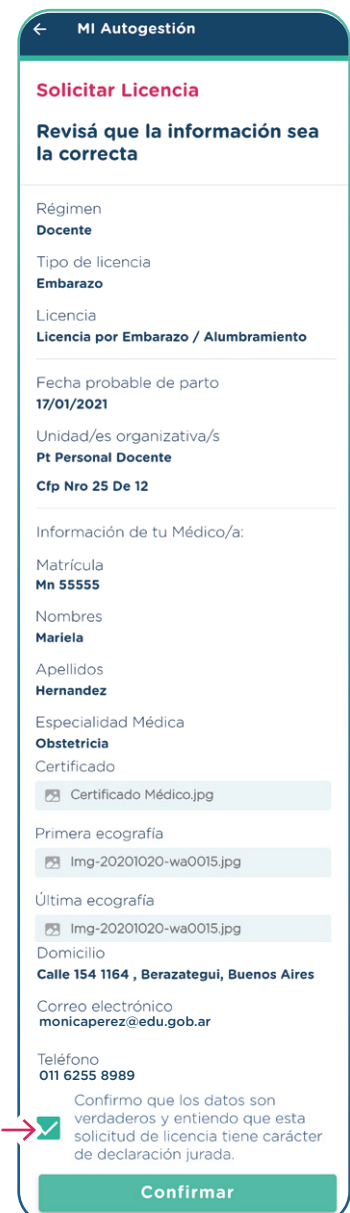 MI Autogestión
Solicitar Licencia
Revisá que la información sea
la correcta
Régimen
Docente
Tipo de licencia
Embarazo
Licencia
Licencia por Embarazo / Alumbramiento
Fecha probable de parto
17/01/2021
Unidad/es organizativa/s
Pt Personal Docente
Cfp Nro 25 De 12
Información de tu Médico/a:
Matrícula
Mn 55555
Nombres
Mariela
Apellidos
Hernandez
Especialidad Médica
Obstetricia
Certificado
Certificado Médico.jpg
Primera ecografía
Img-20201020-wa0015.jpg
Última ecografía
Img-20201020-wa0015.jpg
Domicilio
Calle 154 1164 , Berazategui, Buenos Aires
Correo electrónico
monicaperez@edu.gob.ar
Teléfono
011 6255 8989
Confirmo que los datos son
verdaderos y entiendo que esta
solicitud de licencia tiene carácter
de declaración jurada.
Confirmar